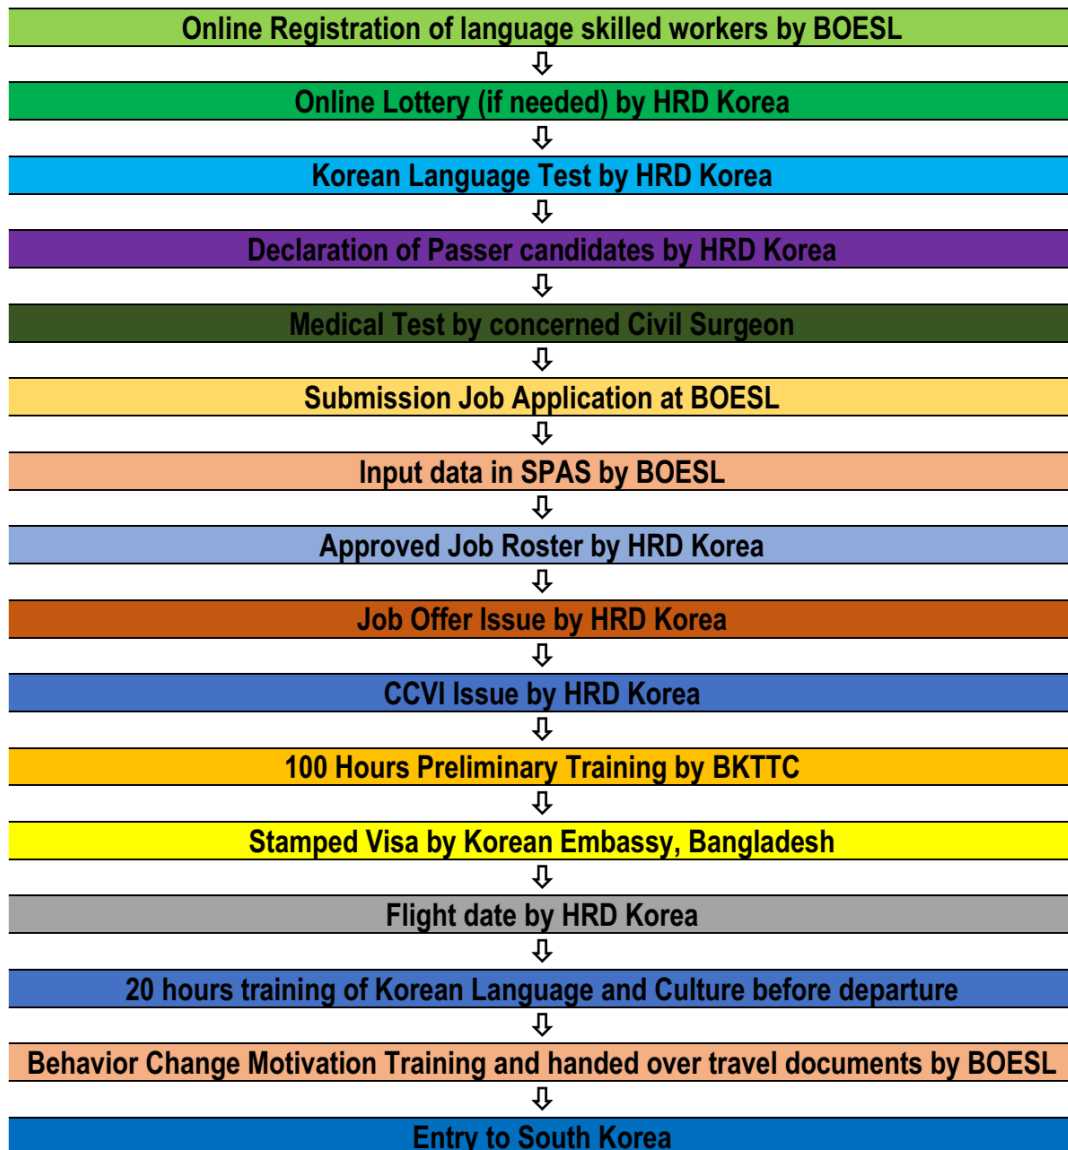 Online Registration of language skilled workers by BOESL
Online Lottery (if needed) by HRD Korea
Korean Language Test by HRD Korea
Declaration of Passer candidates by HRD Korea
Medical Test by concerned Civil Surgeon
Submission Job Application at BOESL
Input data in SPAS by BOESL
Approved Job Roster by HRD Korea
Job Offer Issue by HRD Korea
CCVI Issue by HRD Korea
100 Hours Preliminary Training by BKTTC
Stamped Visa by Korean Embassy, Bangladesh
Flight date by HRD Korea
20 hours training of Korean Language and Culture before departure
Behavior Change Motivation Training and handed over travel documents by BOESL
Entry to South Korea